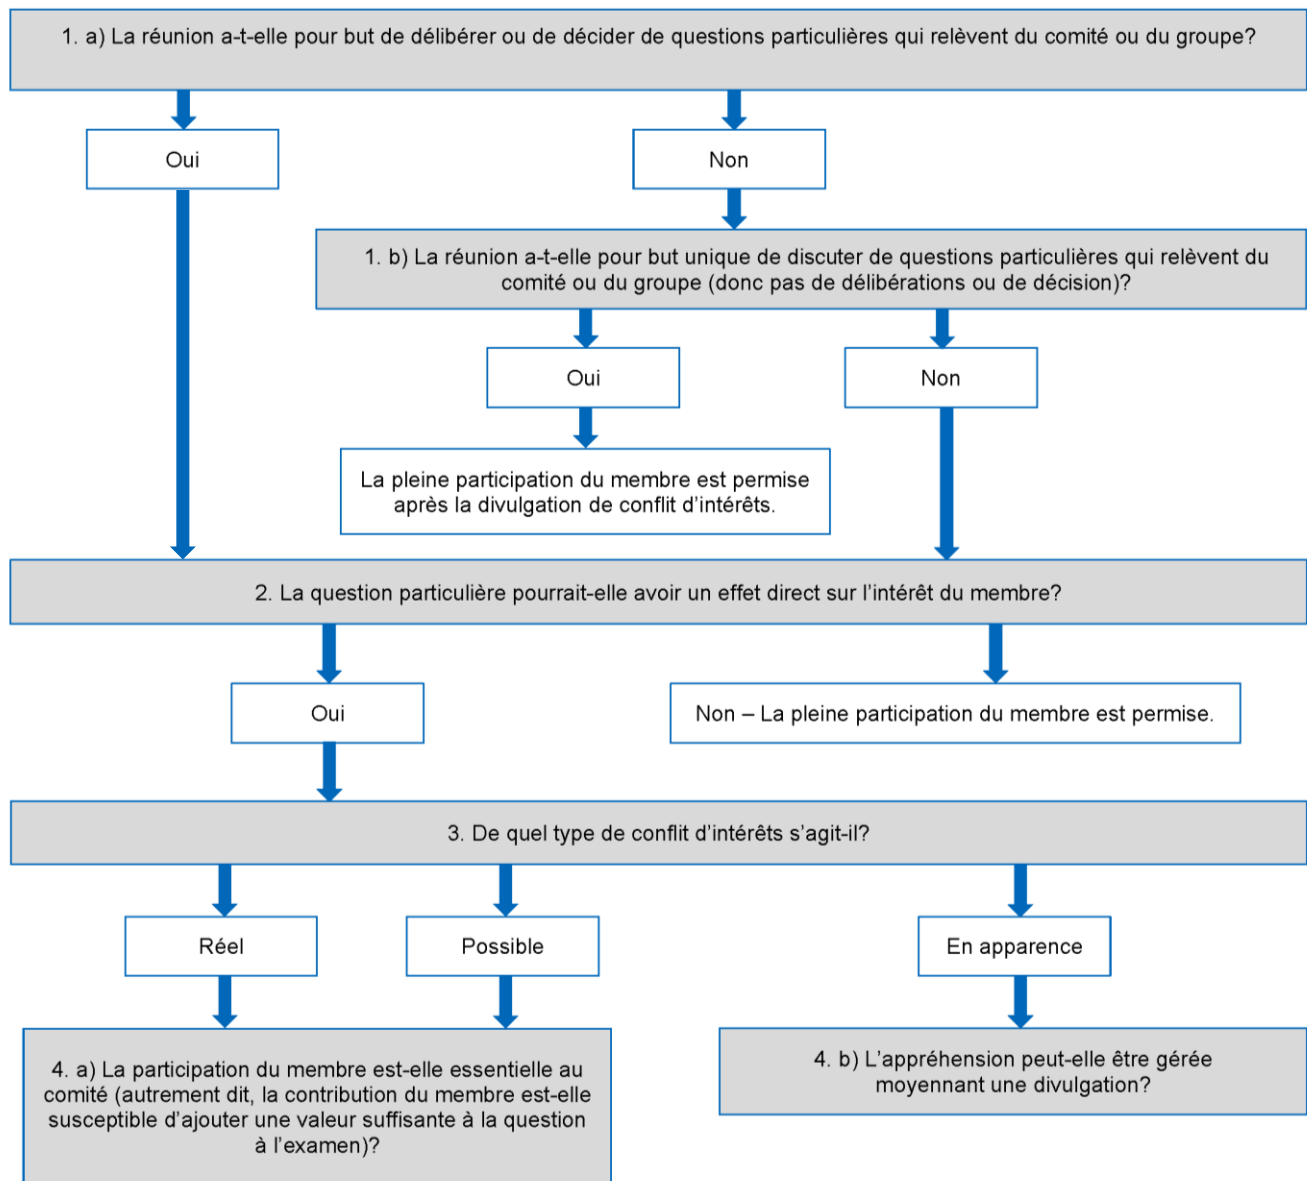 1. a) La réunion a-t-elle pour but de délibérer ou de décider de questions particulières qui relèvent du comité ou du groupe?
Oui
Non
1. b) La réunion a-t-elle pour but unique de discuter de questions particulières qui relèvent du
comité ou du groupe (donc pas de délibérations ou de décision)?
Oui
Non
La pleine participation du membre est permise
après la divulgation de conflit d’intérêts.
2. La question particulière pourrait-elle avoir un effet direct sur l’intérêt du membre?
Oui
Non – La pleine participation du membre est permise.
3. De quel type de conflit d’intérêts s’agit-il?
Réel
Possible
En apparence
4. a) La participation du membre est-elle essentielle au
comité (autrement dit, la contribution du membre est-elle
susceptible d’ajouter une valeur suffisante à la question
à l’examen)?
4. b) L’appréhension peut-elle être gérée
moyennant une divulgation?